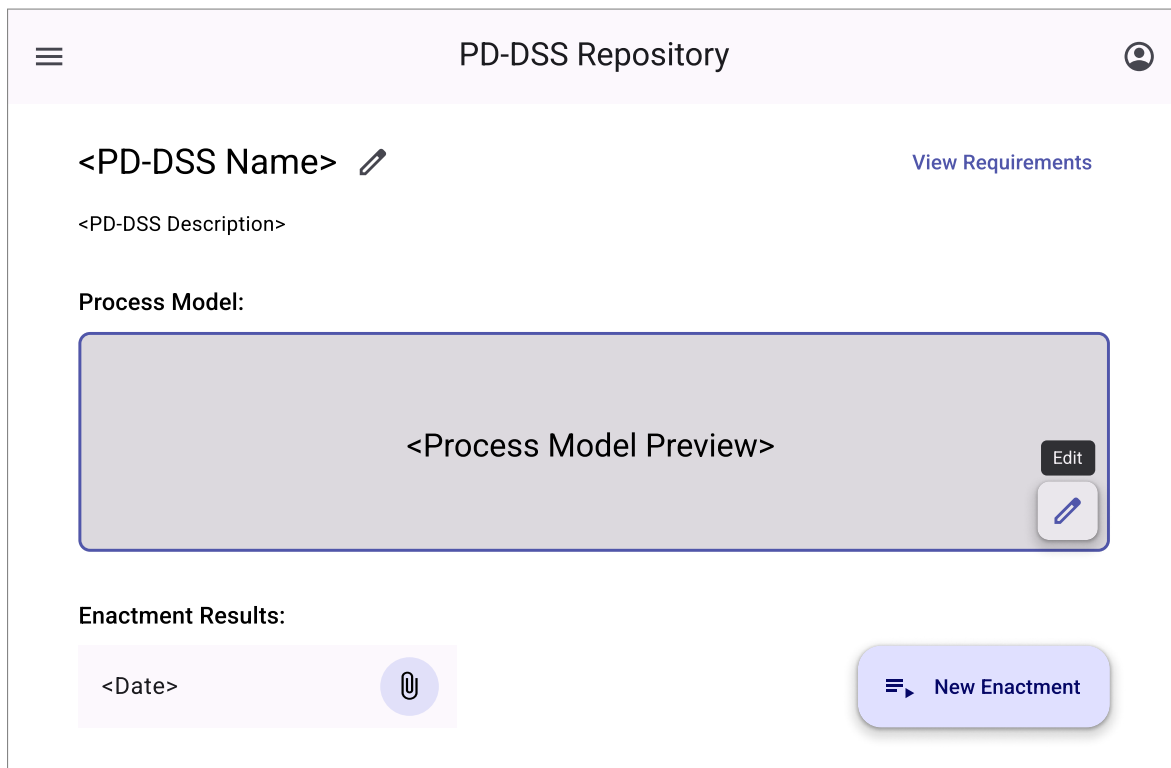 PD-DSS Repository
<PD-DSS Name>
View Requirements
<PD-DSS Description>
Process Model:
<Process Model Preview>
Edit
Enactment Results:
<Date>
New Enactment